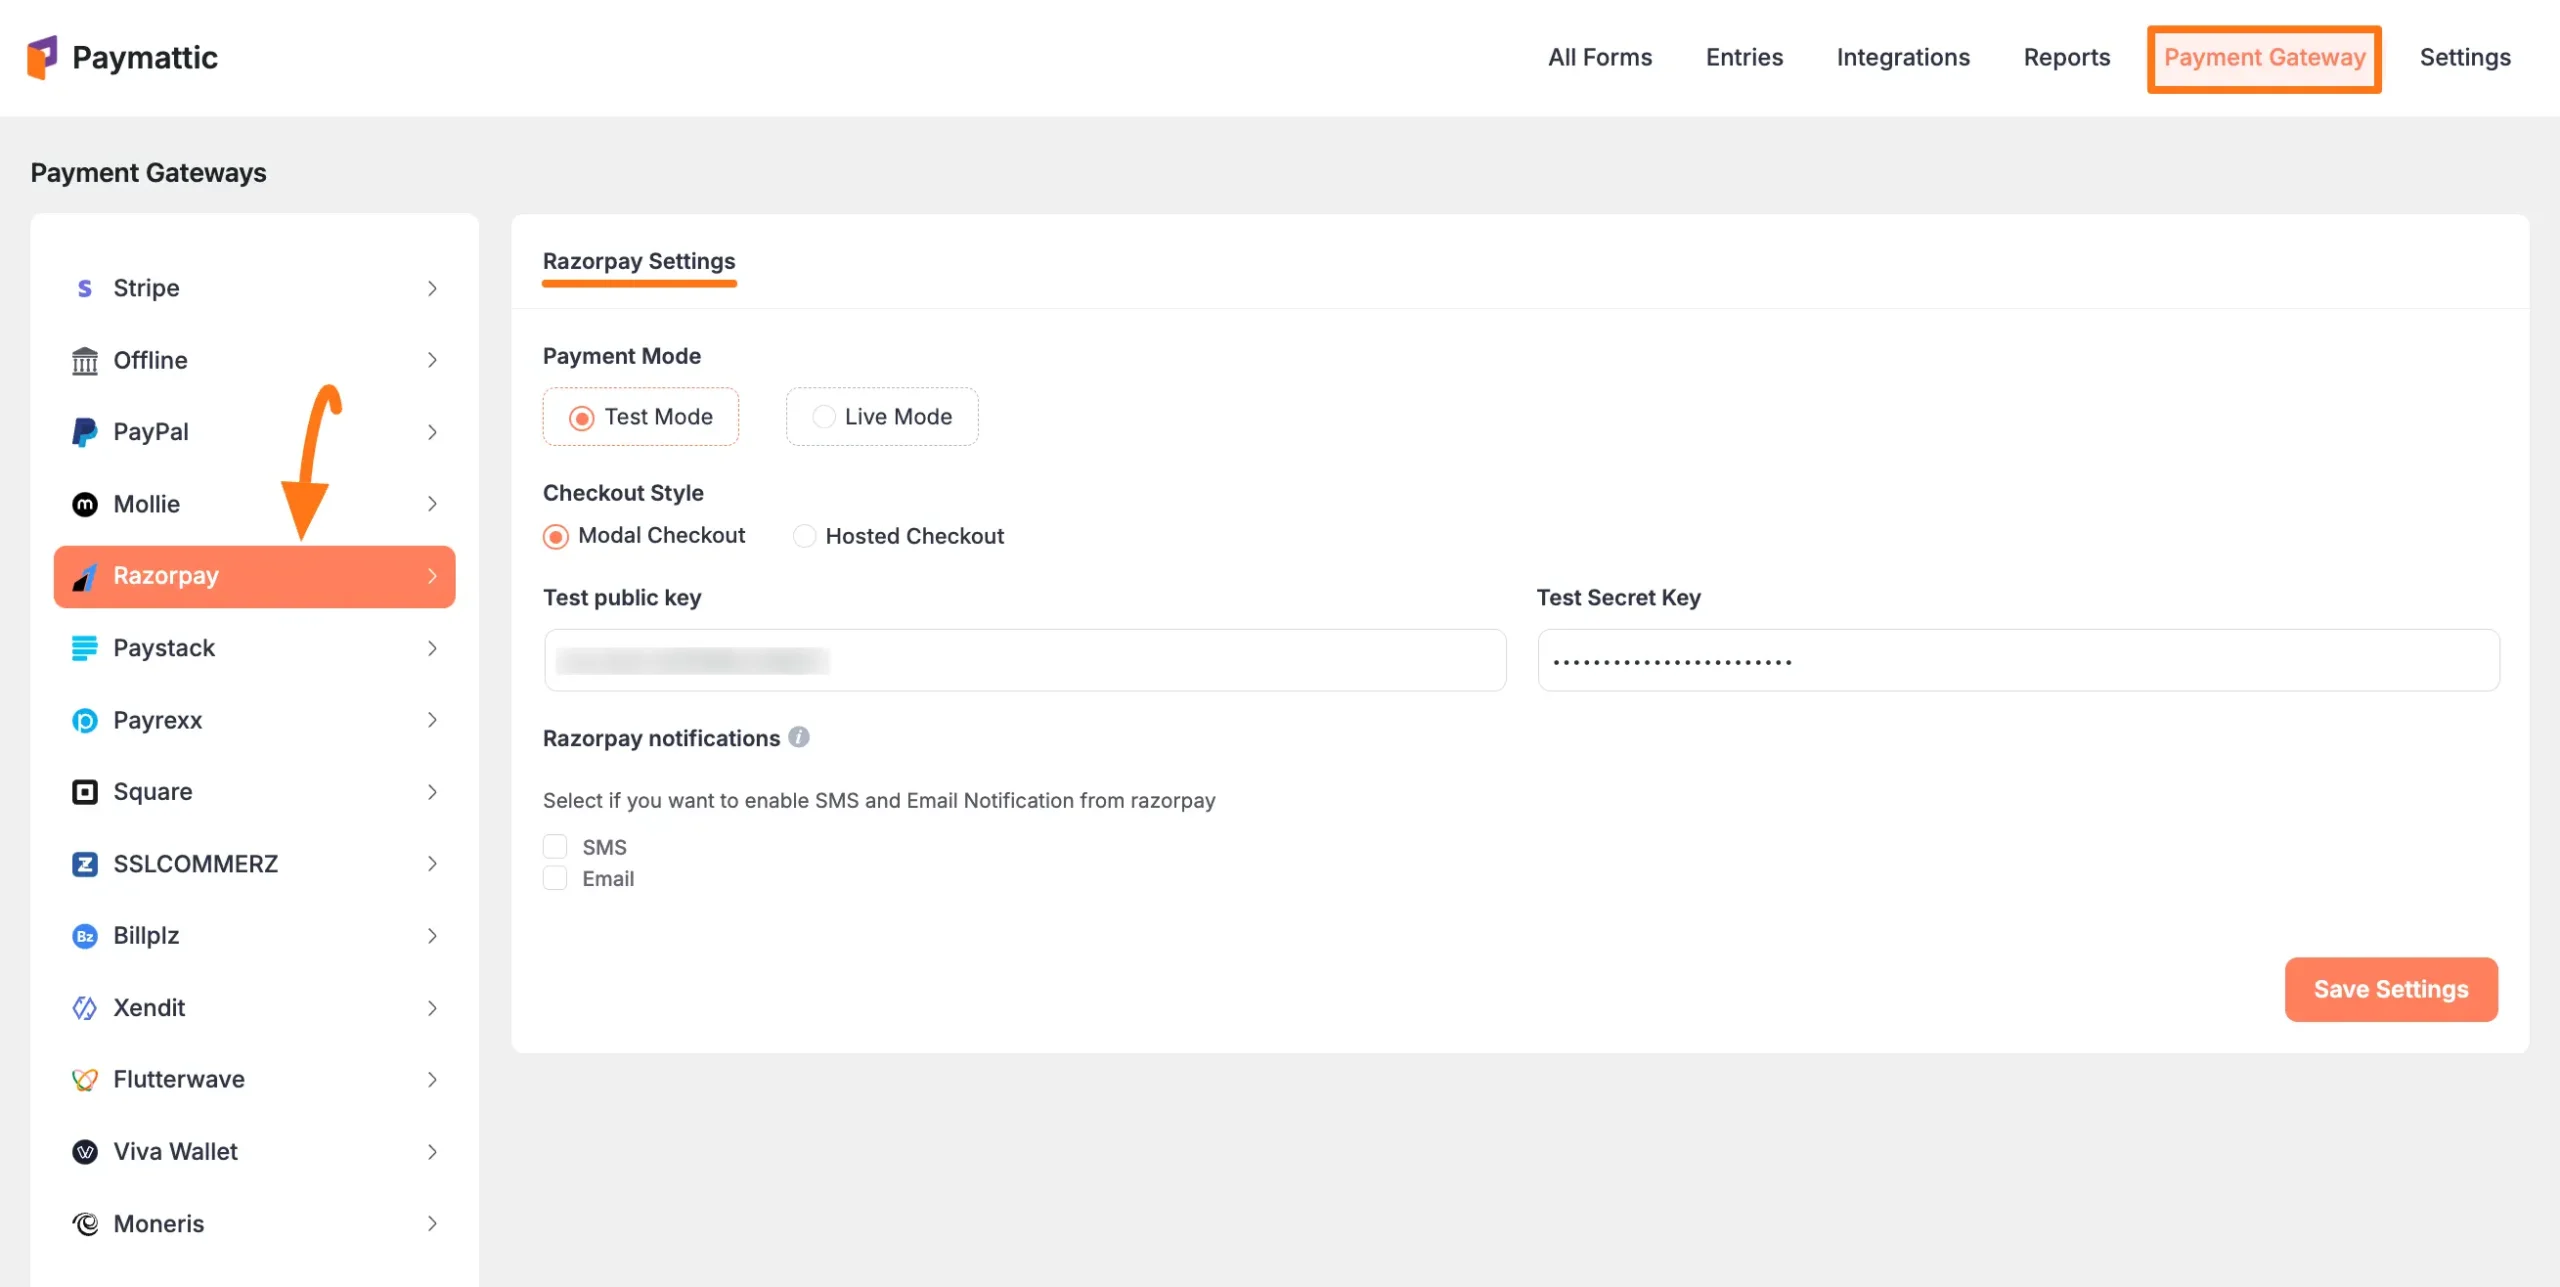 Paymattic
All Forms
Entries
Integrations
Reports
Payment Gateway
Settings
Payment Gateways
Stripe
Offline
PayPal
Mollie
Razorpay
Paystack
Payrexx
Square
SSLCOMMERZ
Billplz
Xendit
Flutterwave
Viva Wallet
Moneris
Razorpay Settings
Payment Mode
Test Mode
Live Mode
Checkout Style
Modal Checkout
Hosted Checkout
Test public key
Test Secret Key
Razorpay notifications
Select if you want to enable SMS and Email Notification from razorpay
SMS
Email
Save Settings